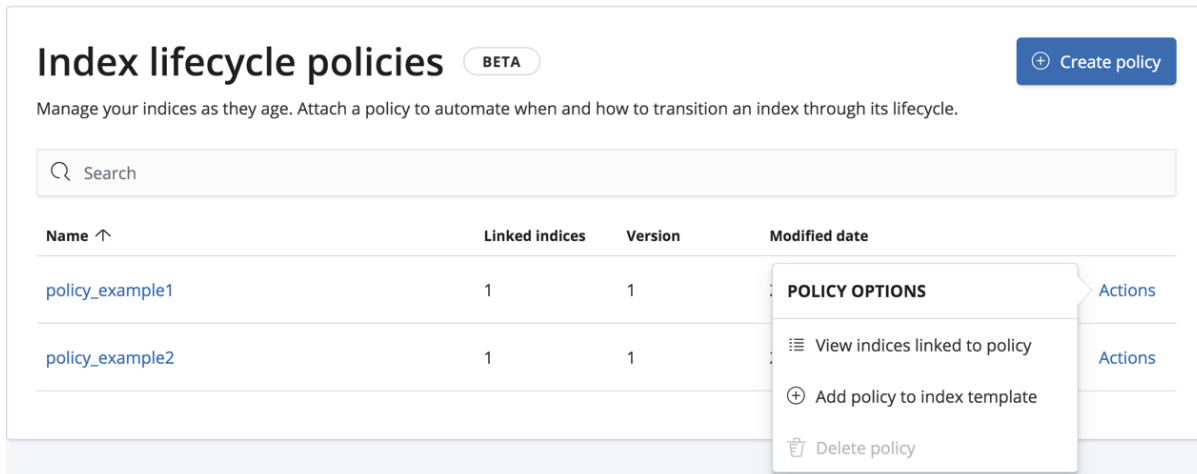 Index lifecycle policies BETA
Create policy
Manage your indices as they age. Attach a policy to automate when and how to transition an index through its lifecycle.
Search
Name Linked indices Version Modified date
policy_example1 1 1 Actions
POLICY OPTIONS
View indices linked to policy
policy_example2 1 1 Actions
Add policy to index template
Delete policy